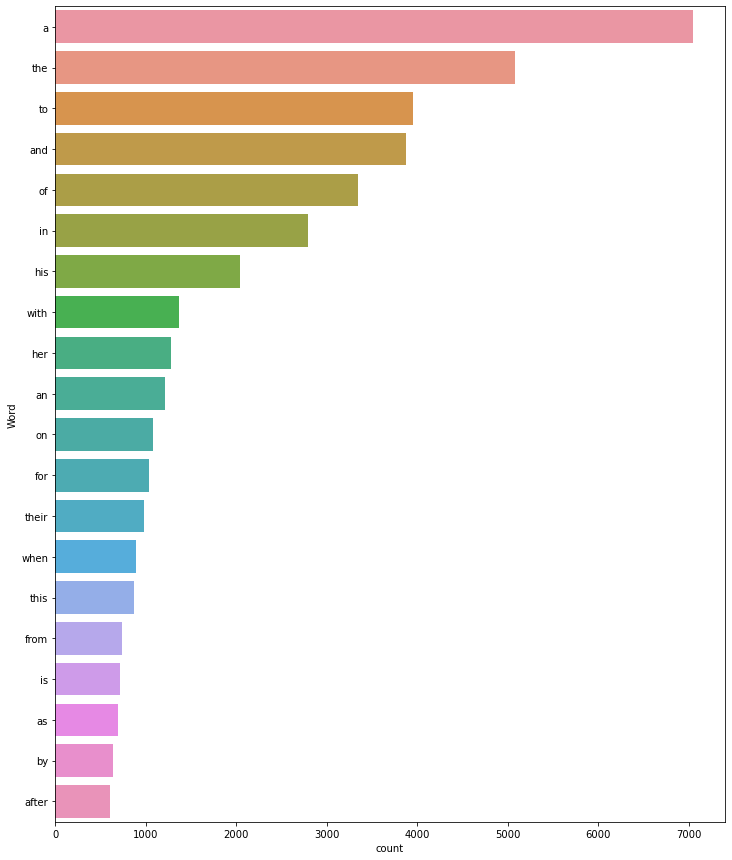 a
the
to
and
of
in
his
with
her
an
on
for
their
when
this
from
is
as
by
after
Word
0 1000 2000 3000 4000 5000 6000 7000
count